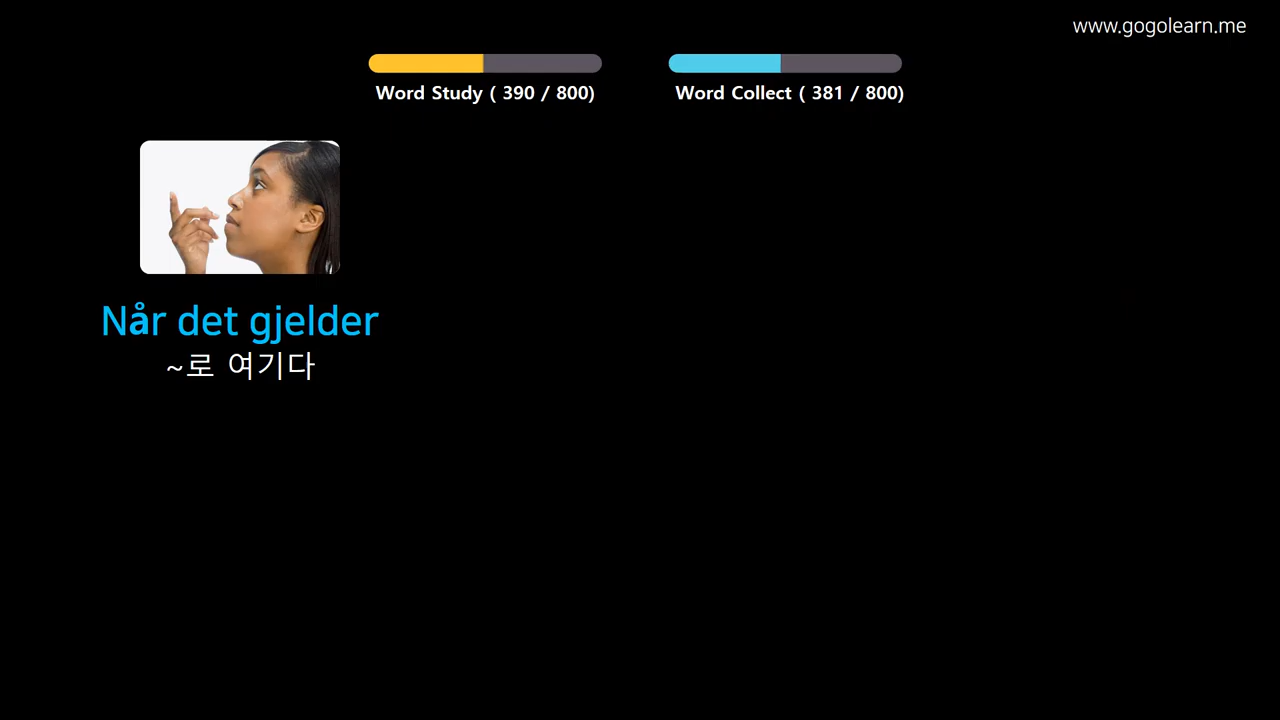 www.gogolearn.me
Word Study ( 390 / 800)
Word Collect ( 381 / 800)
Når det gjelder
~로 여기다